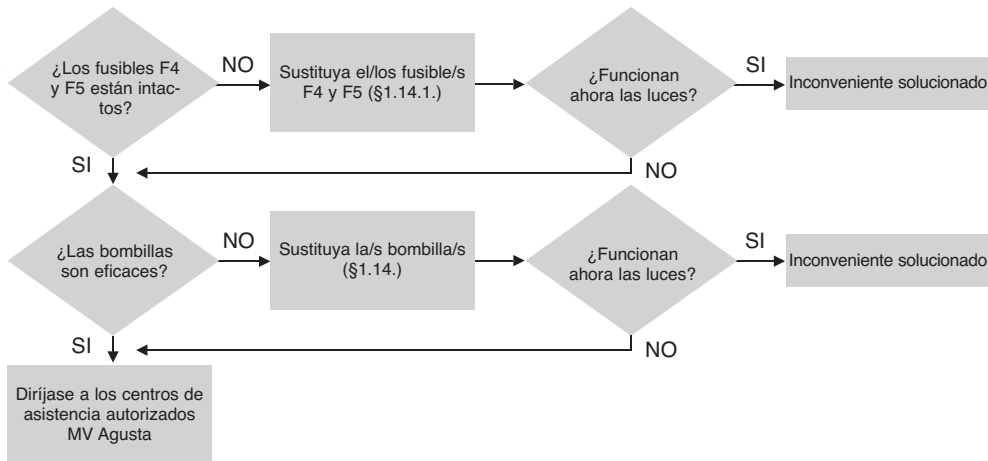 ¿Los fusibles F4
y F5 están intac-
tos?
NO
Sustituya el/los fusible/s
F4 y F5 (§1.14.1.)
¿Funcionan
ahora las luces?
SI
Inconveniente solucionado
SI
NO
¿Las bombillas
son eficaces?
NO
Sustituya la/s bombilla/s
(§1.14.)
¿Funcionan
ahora las luces?
SI
Inconveniente solucionado
SI
NO
Diríjase a los centros de
asistencia autorizados
MV Agusta